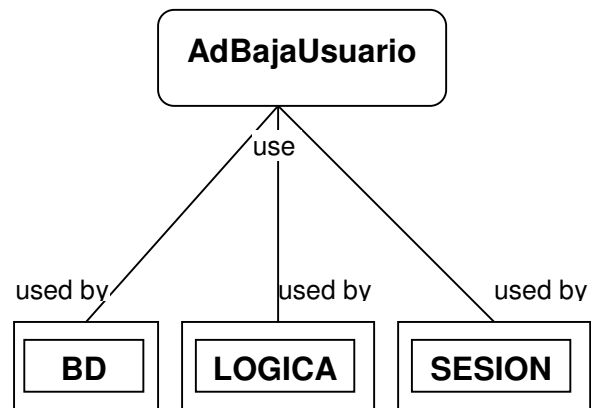 AdBajaUsuario
use
used by used by used by
BD LOGICA SESION